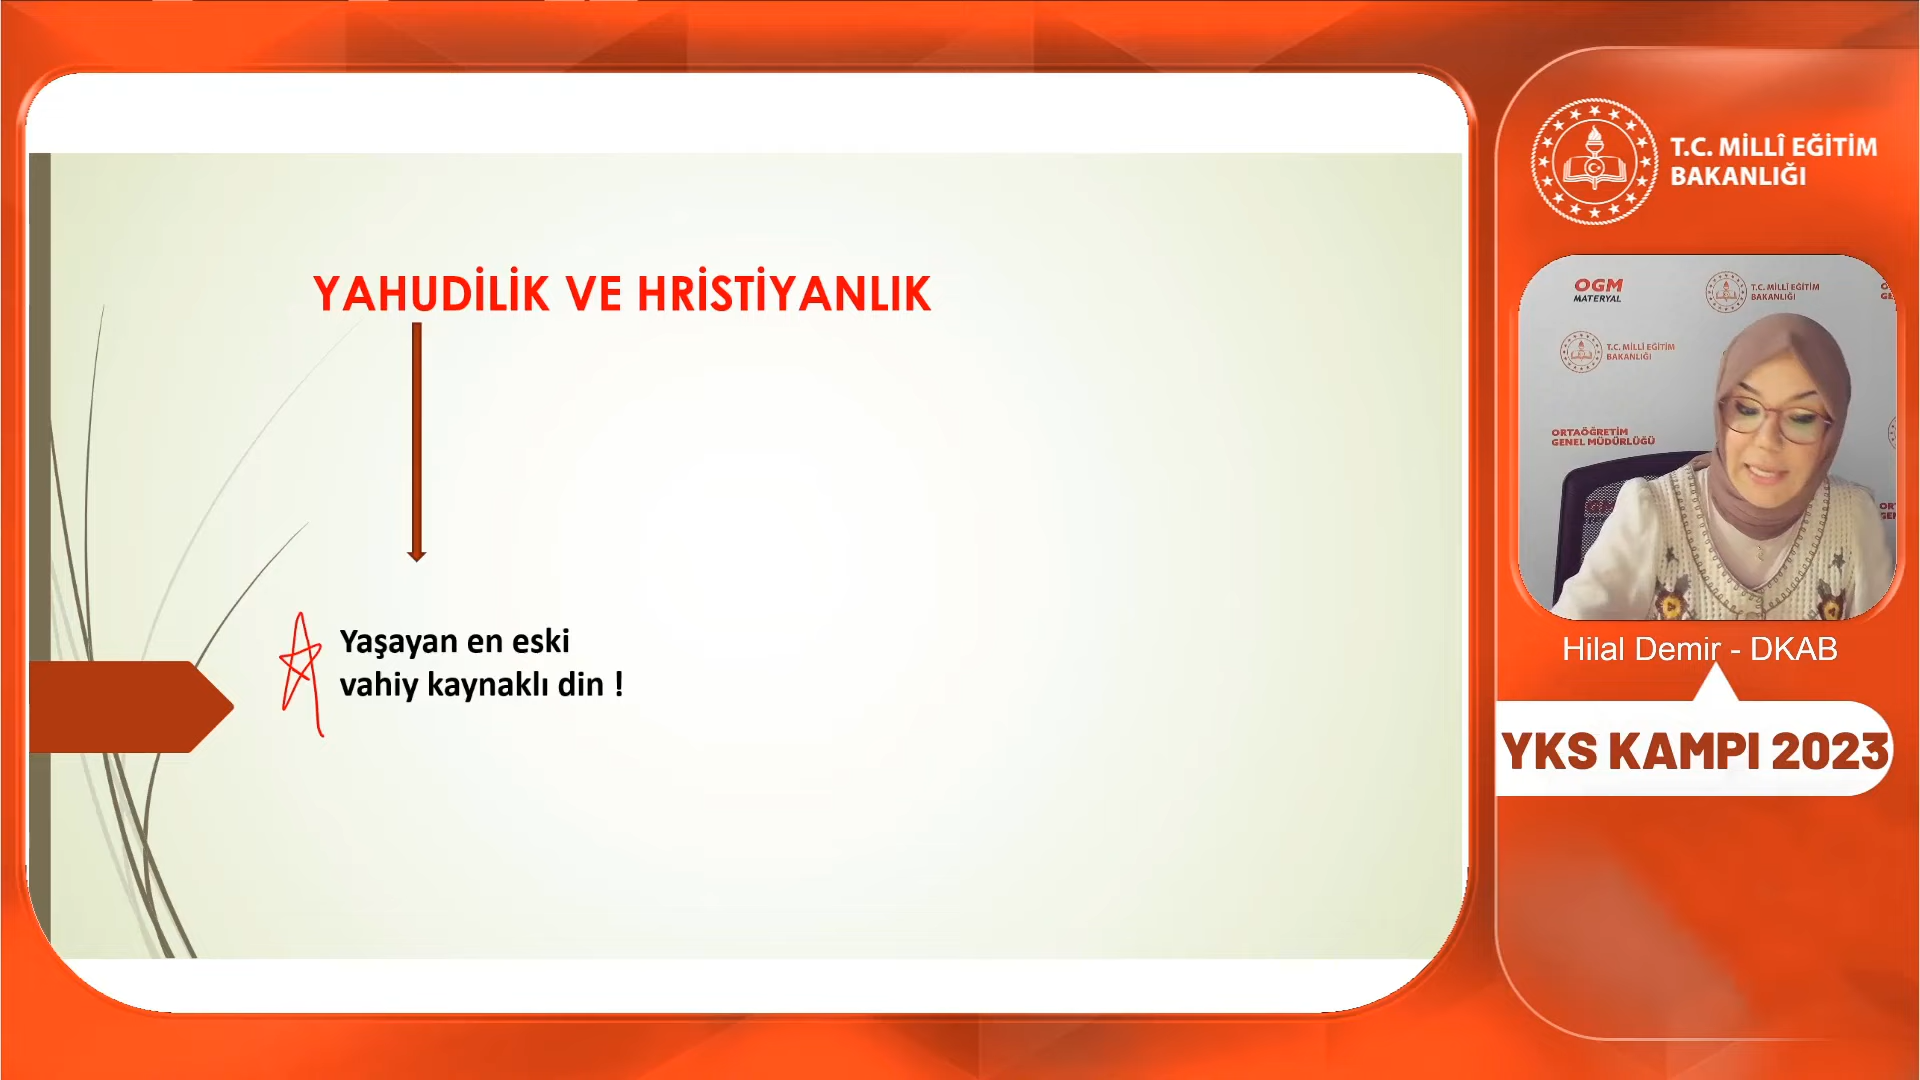 YAHUDİLİK VE HRİSTİYANLIK
Yaşayan en eski
vahiy kaynaklı din !
T.C. MİLLÎ EĞİTİM
BAKANLIĞI
OGM
MATERYAL
T.C. MİLLÎ EĞİTİM
BAKANLIĞI
T.C. MİLLÎ EĞİTİM
BAKANLIĞI
ORTAÖĞRETİM
GENEL MÜDÜRLÜĞÜ
Hilal Demir - DKAB
YKS KAMPI 2023